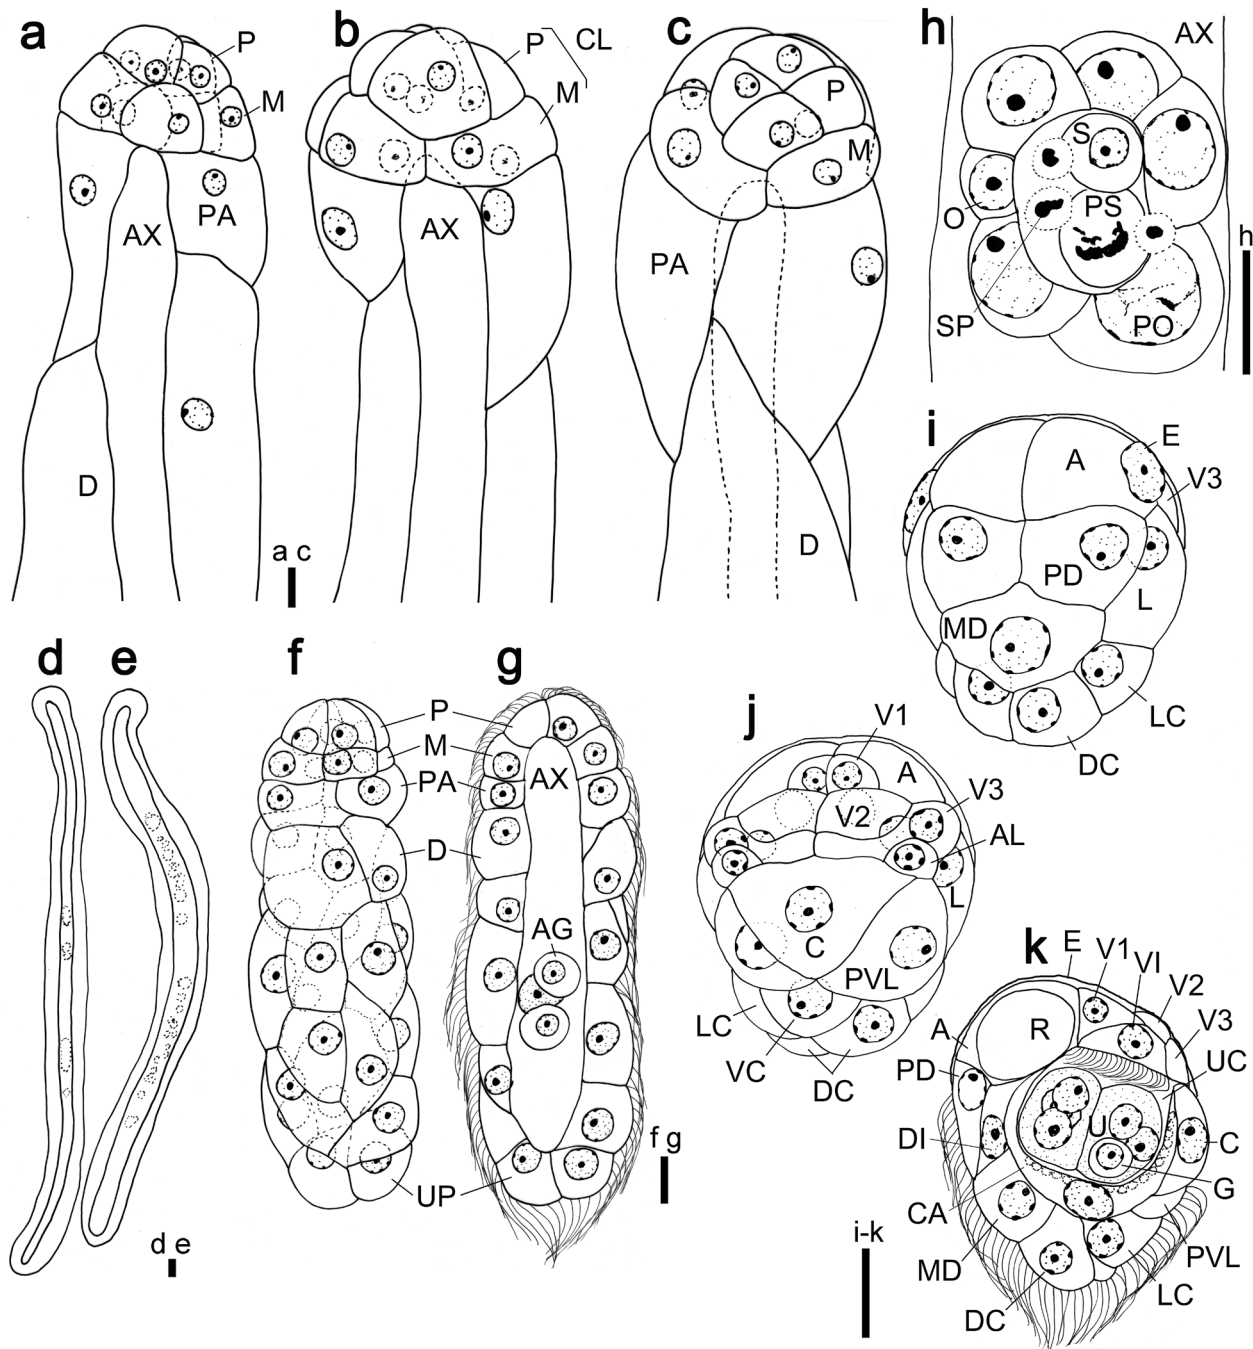 a
P
M
PA
AX
D
a c
b
P
CL
M
AX
c
P
M
PA
D
h
AX
S
O
PS
SP
PO
h
i
E
A
V3
PD
L
MD
LC
DC
d
e
d e
f
g
P
M
PA
AX
D
AG
UP
f g
j
V1
A
V3
V2
AL
L
C
PVL
LC
VC
DC
i-k
k
E
V1
VI
V2
V3
A
R
UC
PD
DI
U
C
G
CA
PVL
MD
LC
DC